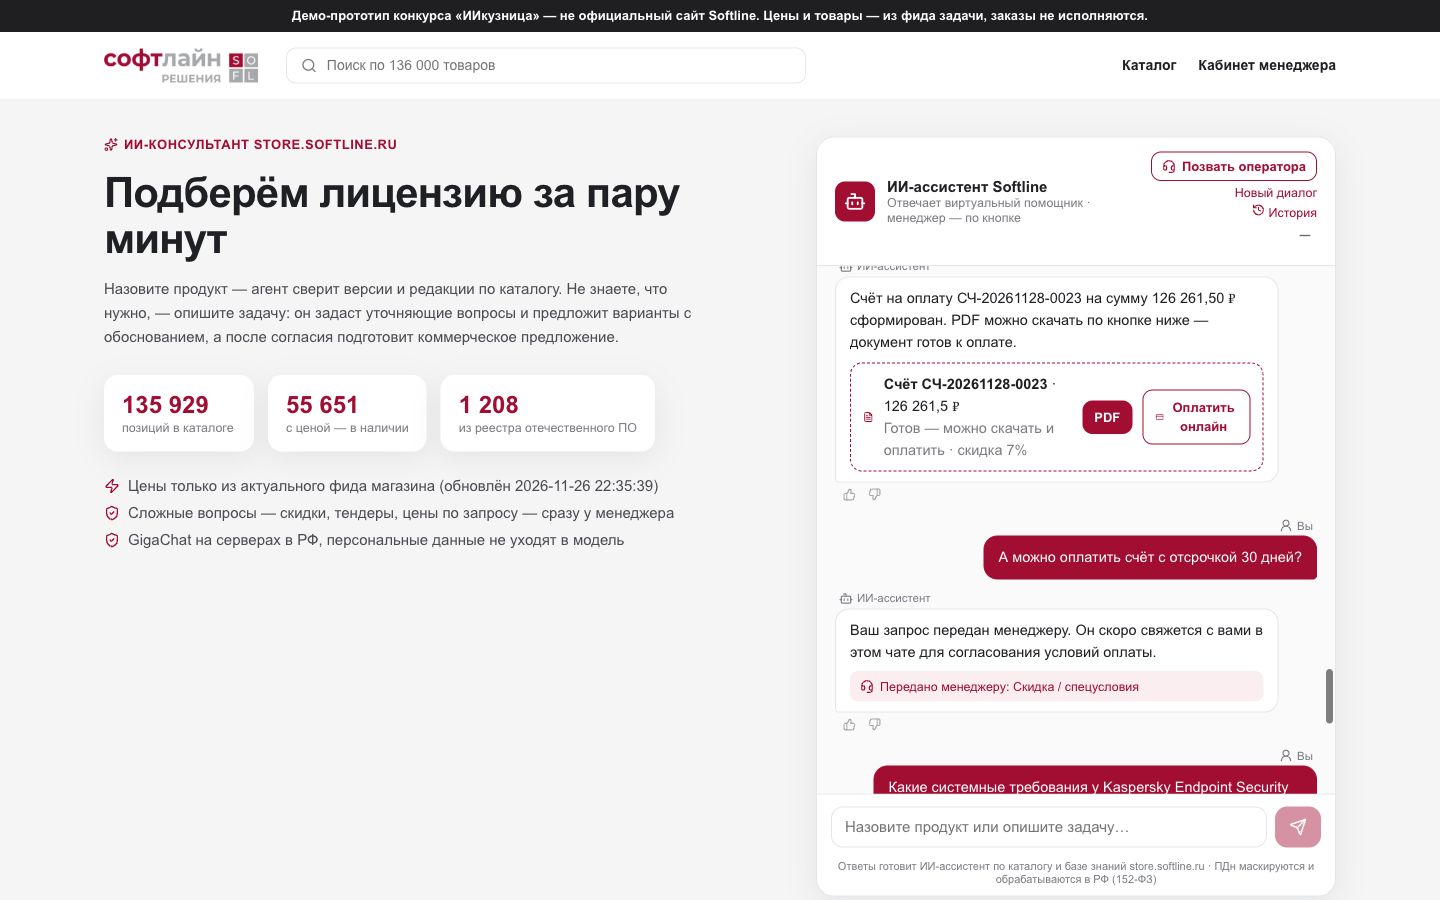 Демо-прототип конкурса «ИИкузница» — не официальный сайт Softline. Цены и товары — из фида задачи, заказы не исполняются.
софтлайн
РЕШЕНИЯ
SO
FL
Поиск по 136 000 товаров
Каталог
Кабинет менеджера
ИИ-КОНСУЛЬТАНТ STORE.SOFTLINE.RU
Подберём лицензию за пару
минут
Назовите продукт — агент сверит версии и редакции по каталогу. Не знаете, что
нужно, — опишите задачу: он задаст уточняющие вопросы и предложит варианты с
обоснованием, а после согласия подготовит коммерческое предложение.
135 929
позиций в каталоге
55 651
с ценой — в наличии
1 208
из реестра отечественного ПО
Цены только из актуального фида магазина (обновлён 2026-11-26 22:35:39)
Сложные вопросы — скидки, тендеры, цены по запросу — сразу у менеджера
GigaChat на серверах в РФ, персональные данные не уходят в модель
ИИ-ассистент Softline
Отвечает виртуальный помощник ·
менеджер — по кнопке
Позвать оператора
Новый диалог
История
—
ИИ-ассистент
Счёт на оплату СЧ-20261128-0023 на сумму 126 261,50 ₽
сформирован. PDF можно скачать по кнопке ниже —
документ готов к оплате.
Счёт СЧ-20261128-0023 ·
126 261,5 ₽
Готов — можно скачать и
оплатить · скидка 7%
PDF
Оплатить
онлайн
Вы
А можно оплатить счёт с отсрочкой 30 дней?
ИИ-ассистент
Ваш запрос передан менеджеру. Он скоро свяжется с вами в
этом чате для согласования условий оплаты.
Передано менеджеру: Скидка / спецусловия
Вы
Какие системные требования у Kaspersky Endpoint Security
Назовите продукт или опишите задачу…
Ответы готовит ИИ-ассистент по каталогу и базе знаний store.softline.ru · ПДн маскируются и
обрабатываются в РФ (152-ФЗ)